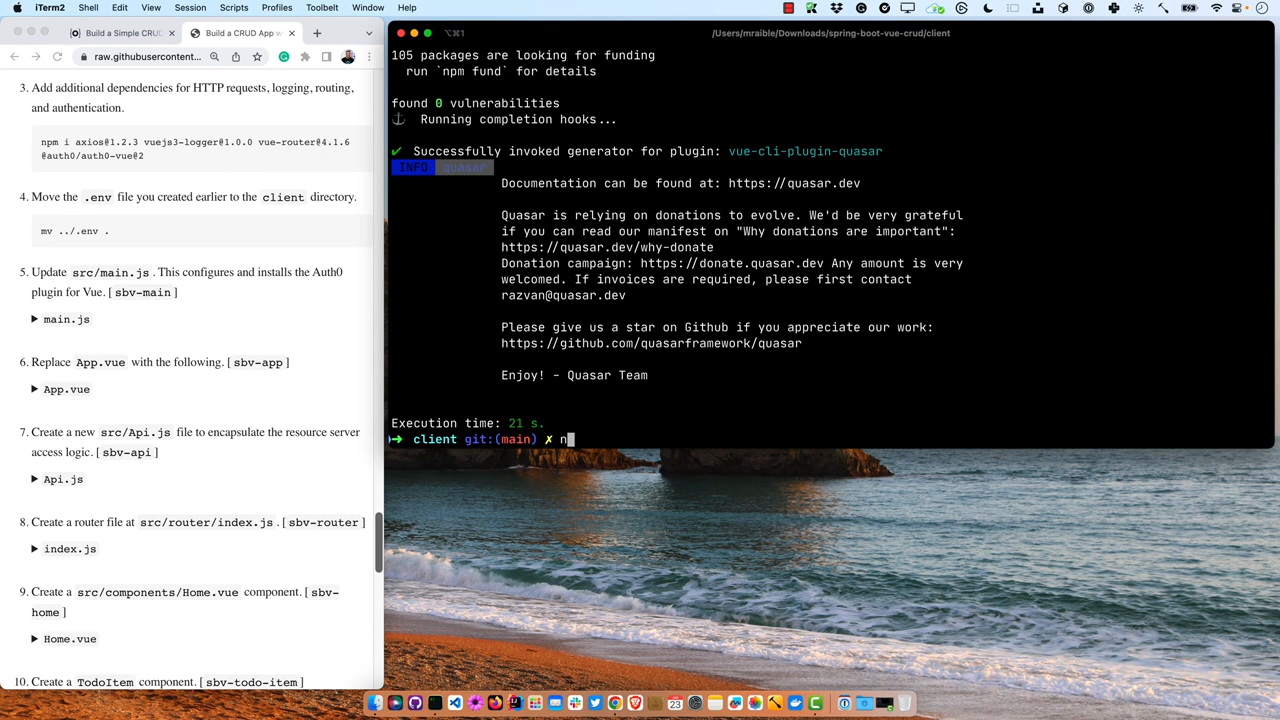 iTerm2 Shell Edit View Session Scripts Profiles Toolbelt Window Help
Build a Simple CRUD
Build a CRUD App w
raw.githubusercontent...
3. Add additional dependencies for HTTP requests, logging, routing,
and authentication.
npm i axios@1.2.3 vuejs3-logger@1.0.0 vue-router@4.1.6
@auth0/auth0-vue@2
4. Move the .env file you created earlier to the client directory.
mv ../.env .
5. Update src/main.js. This configures and installs the Auth0
plugin for Vue. [sbv-main]
main.js
6. Replace App.vue with the following. [sbv-app]
App.vue
7. Create a new src/Api.js file to encapsulate the resource server
access logic. [sbv-api]
Api.js
8. Create a router file at src/router/index.js. [sbv-router]
index.js
9. Create a src/components/Home.vue component. [sbv-
home]
Home.vue
10. Create a TodoItem component. [sbv-todo-item]
⌥⌘1
/Users/mraible/Downloads/spring-boot-vue-crud/client
105 packages are looking for funding
run `npm fund` for details
found 0 vulnerabilities
⚓ Running completion hooks...
✔ Successfully invoked generator for plugin: vue-cli-plugin-quasar
INFO quasar
Documentation can be found at: https://quasar.dev
Quasar is relying on donations to evolve. We'd be very grateful
if you can read our manifest on "Why donations are important":
https://quasar.dev/why-donate
Donation campaign: https://donate.quasar.dev Any amount is very
welcomed. If invoices are required, please first contact
razvan@quasar.dev
Please give us a star on Github if you appreciate our work:
https://github.com/quasarframework/quasar
Enjoy! - Quasar Team
Execution time: 21 s.
➜ client git:(main) ✗ n
23